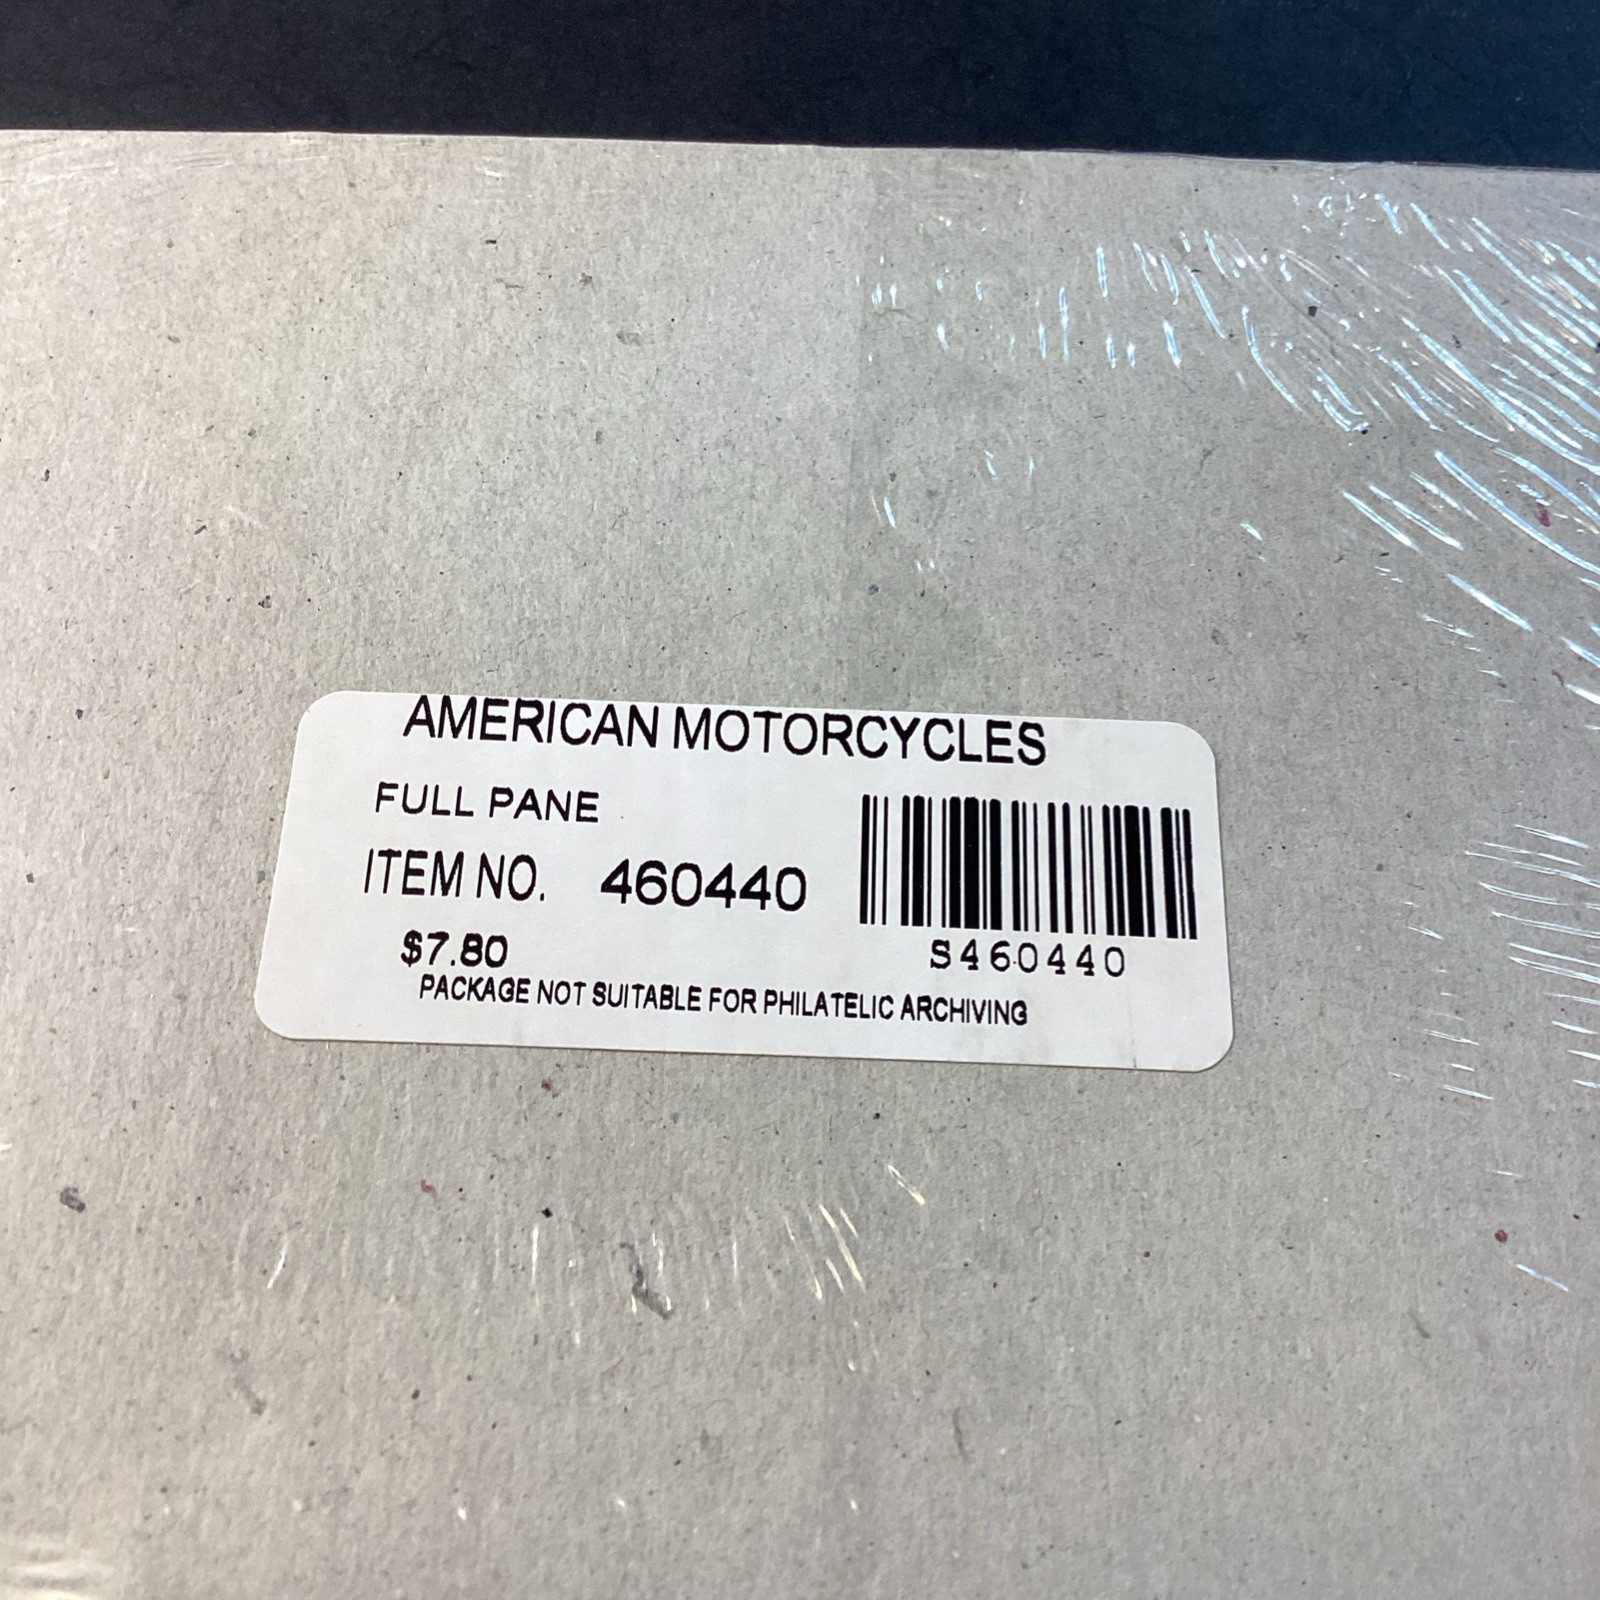 AMERICAN MOTORCYCLES
FULL PANE
ITEM NO. 460440
$7.80
S460440
PACKAGE NOT SUITABLE FOR PHILATELIC ARCHIVING